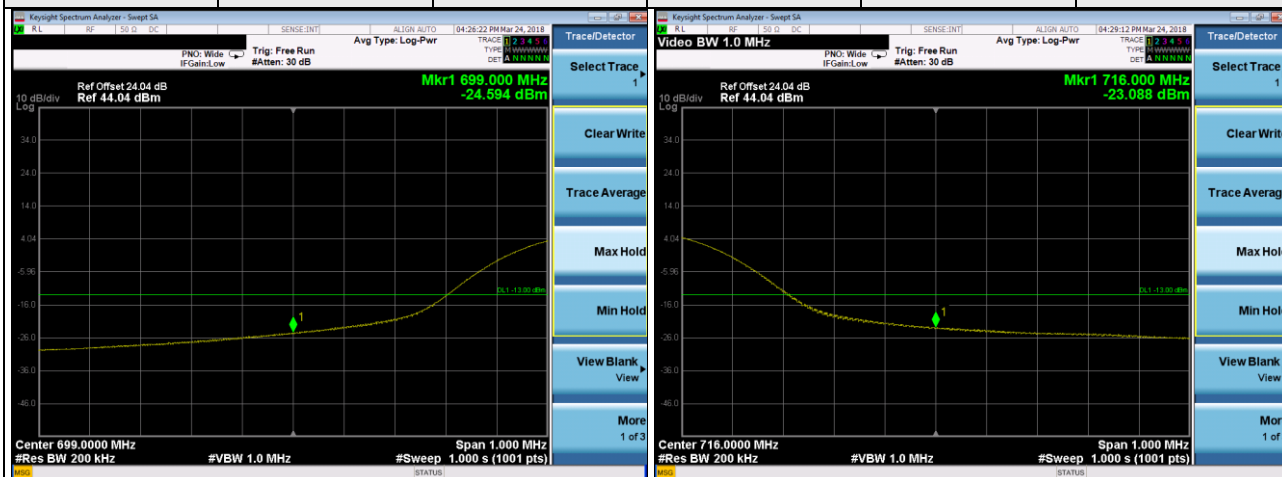 Keysight Spectrum Analyzer - Swept SA
RL RF 50 Ω DC SENSE:INT ALIGN AUTO 04:26:22 PM Mar 24, 2018
Avg Type: Log-Pwr
TRACE 1 2 3 4 5 6
TYPE M WWWWW
DET A N N N N N
PNO: Wide
IFGain:Low
Trig: Free Run
#Atten: 30 dB
Mkr1 699.000 MHz
-24.594 dBm
Ref Offset 24.04 dB
10 dB/div Ref 44.04 dBm
Log
34.0
24.0
14.0
4.04
-5.96
DL1 -13.00 dBm
-16.0
1
-26.0
-36.0
-46.0
Center 699.0000 MHz Span 1.000 MHz
#Res BW 200 kHz #VBW 1.0 MHz #Sweep 1.000 s (1001 pts)
MSG STATUS
Trace/Detector
Select Trace
1
Clear Write
Trace Average
Max Hold
Min Hold
View Blank
View
More
1 of 3
Keysight Spectrum Analyzer - Swept SA
RL RF 50 Ω DC SENSE:INT ALIGN AUTO 04:29:12 PM Mar 24, 2018
Video BW 1.0 MHz
Avg Type: Log-Pwr
TRACE 1 2 3 4 5 6
TYPE M WWWWW
DET A N N N N N
PNO: Wide
IFGain:Low
Trig: Free Run
#Atten: 30 dB
Mkr1 716.000 MHz
-23.088 dBm
Ref Offset 24.04 dB
10 dB/div Ref 44.04 dBm
Log
34.0
24.0
14.0
4.04
-5.96
DL1 -13.00 dBm
-16.0
1
-26.0
-36.0
-46.0
Center 716.0000 MHz Span 1.000 MHz
#Res BW 200 kHz #VBW 1.0 MHz #Sweep 1.000 s (1001 pts)
MSG STATUS
Trace/Detector
Select Trace
1
Clear Writ
Trace Averag
Max Hol
Min Hol
View Blank
View
Mor
1 of